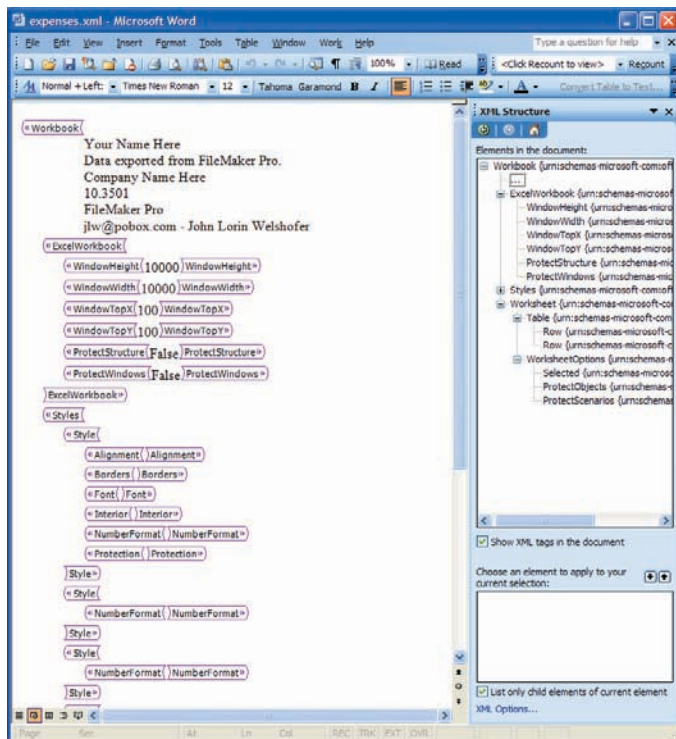 expenses.xml - Microsoft Word
File Edit View Insert Format Tools Table Window Work Help Type a question for help
100% Read <Click Recount to view> Recount
Normal + Left: Times New Roman 12 Tahoma Garamond B I A Convert Table to Text...
Workbook
Your Name Here
Data exported from FileMaker Pro.
Company Name Here
10.3501
FileMaker Pro
jlw@pobox.com - John Lorin Welshofer
ExcelWorkbook
WindowHeight 10000 WindowHeight
WindowWidth 10000 WindowWidth
WindowTopX 100 WindowTopX
WindowTopY 100 WindowTopY
ProtectStructure False ProtectStructure
ProtectWindows False ProtectWindows
ExcelWorkbook
Styles
Style
Alignment Alignment
Borders Borders
Font Font
Interior Interior
NumberFormat NumberFormat
Protection Protection
Style
Style
NumberFormat NumberFormat
Style
Style
NumberFormat NumberFormat
Style
XML Structure
Elements in the document:
Workbook {urn:schemas-microsoft-com:off
...
ExcelWorkbook {urn:schemas-microsof
WindowHeight {urn:schemas-micro
WindowWidth {urn:schemas-micros
WindowTopX {urn:schemas-micros
WindowTopY {urn:schemas-micros
ProtectStructure {urn:schemas-mic
ProtectWindows {urn:schemas-mic
Styles {urn:schemas-microsoft-com:off
Worksheet {urn:schemas-microsoft-co
Table {urn:schemas-microsoft-com
Row {urn:schemas-microsoft-c
Row {urn:schemas-microsoft-c
WorksheetOptions {urn:schemas-m
Selected {urn:schemas-microso
ProtectObjects {urn:schemas-r
ProtectScenarios {urn:schemas
Show XML tags in the document
Choose an element to apply to your
current selection:
List only child elements of current element
XML Options...
Page Sec At Ln Col REC TRK EXT OVR